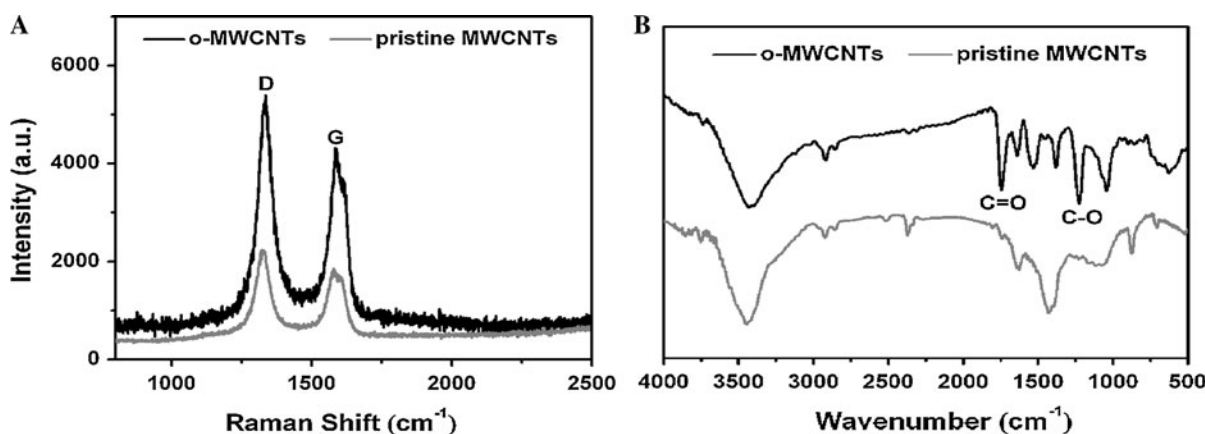 A
o-MWCNTs
pristine MWCNTs
6000
4000
2000
0
Intensity (a.u.)
D
G
1000
1500
2000
2500
Raman Shift (cm⁻¹)
B
o-MWCNTs
pristine MWCNTs
C=O
C-O
4000
3500
3000
2500
2000
1500
1000
500
Wavenumber (cm⁻¹)